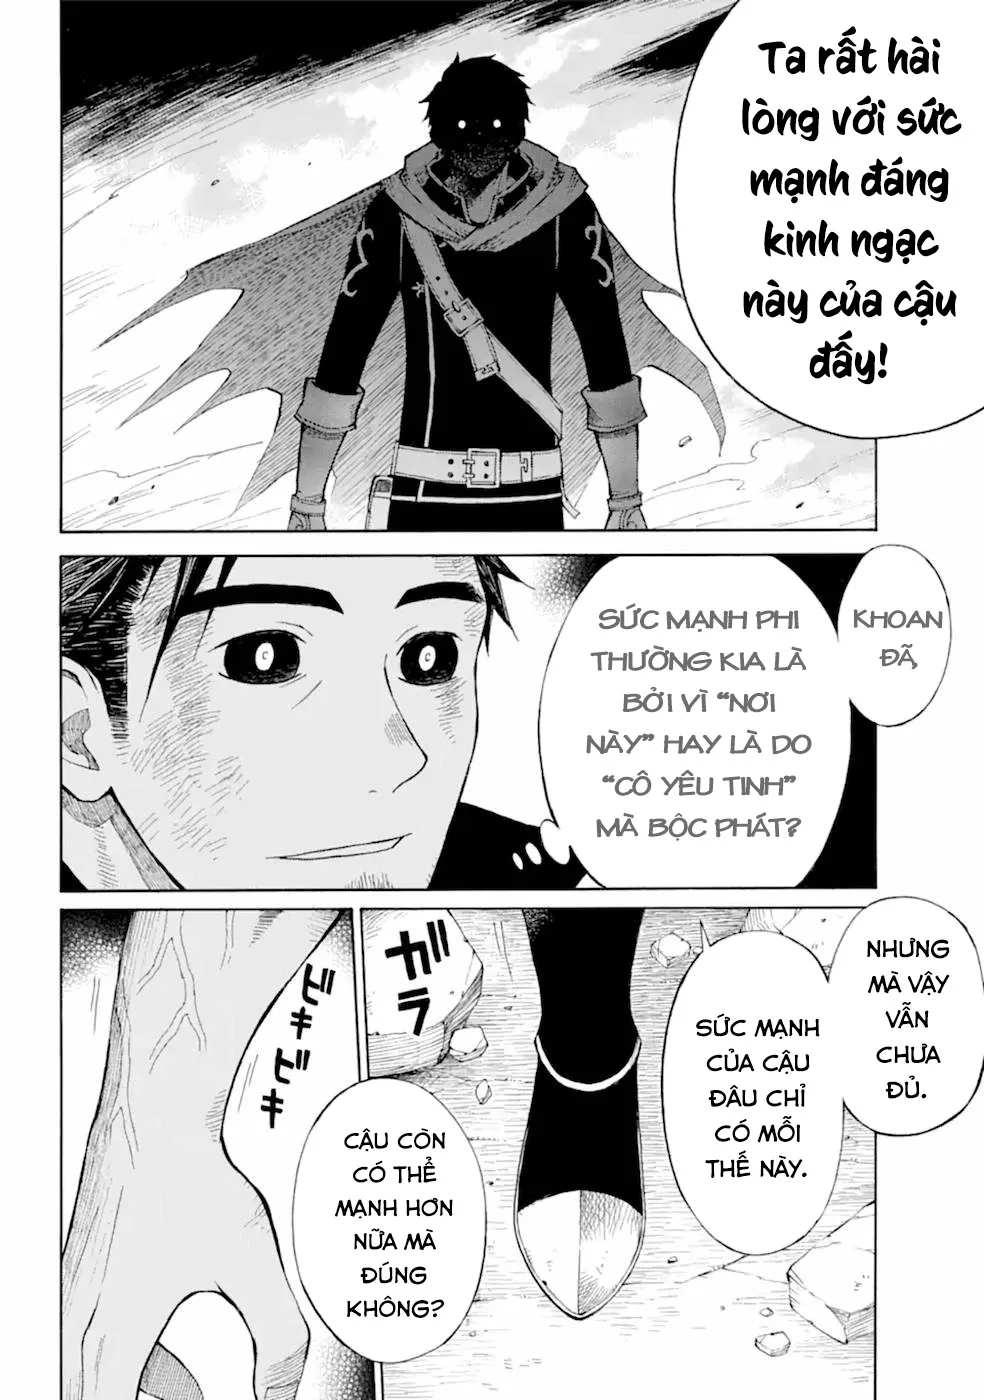 Ta rất hài
lòng với sức
mạnh đáng
kinh ngạc
này của cậu
đấy!
KHOAN
ĐÃ,
SỨC MẠNH PHI
THƯỜNG KIA LÀ
BỞI VÌ “NƠI
NÀY” HAY LÀ DO
“CÔ YÊU TINH”
MÀ BỘC PHÁT?
NHƯNG
MÀ VẬY
VẪN
CHƯA
ĐỦ.
SỨC MẠNH
CỦA CẬU
ĐÂU CHỈ
CÓ MỖI
THẾ NÀY.
ガラ
ビキビキ
CẬU CÒN
CÓ THỂ
MẠNH HƠN
NỮA MÀ
ĐÚNG
KHÔNG?